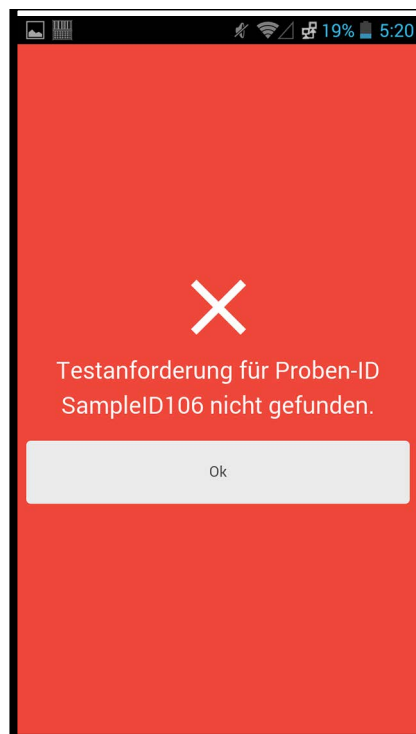 19% 5:20
Testanforderung für Proben-ID
SampleID106 nicht gefunden.
Ok